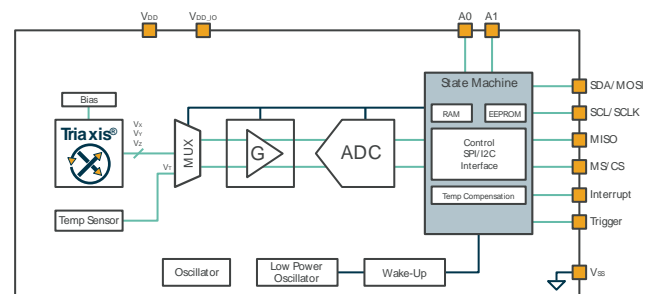 VDD
VDD_IO
A0
A1
State Machine
SDA/MOSI
Bias
RAM
EEPROM
SCL/SCLK
Triaxis®
VX
VY
VZ
MUX
G
ADC
Control
SPI/I2C
Interface
MISO
MS/CS
VT
Temp Compensation
Interrupt
Temp Sensor
Trigger
Oscillator
Low Power
Oscillator
Wake-Up
VSS